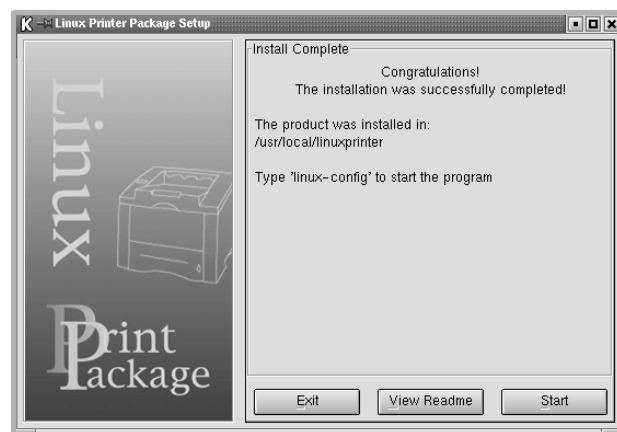 Linux Printer Package Setup
Linux
Print
Package
Install Complete
Congratulations!
The installation was successfully completed!
The product was installed in:
/usr/local/linuxprinter
Type 'linux-config' to start the program
Exit
View Readme
Start